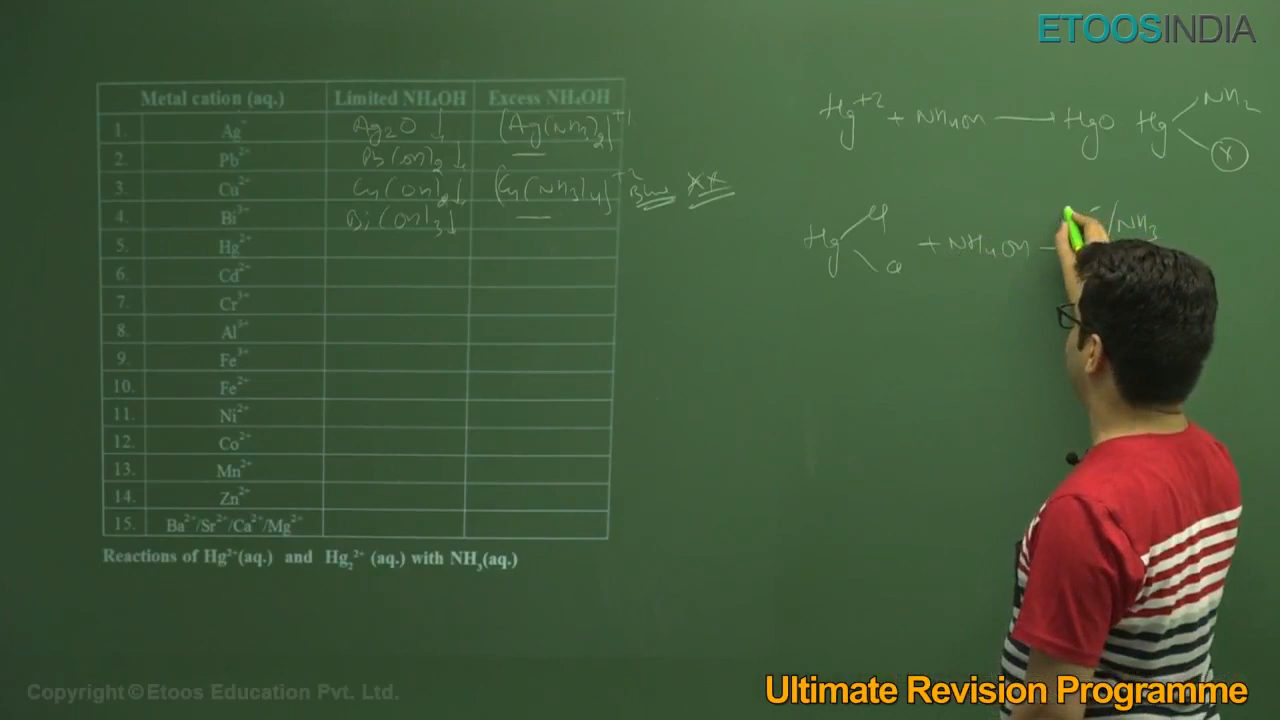 ETOOSINDIA
Metal cation (aq.) Limited NH₄OH Excess NH₄OH
1. Ag⁺ Ag₂O ↓ [Ag(NH₃)₂]⁺¹
2. Pb²⁺ Pb(OH)₂ ↓ —
3. Cu²⁺ Cu(OH)₂ ↓ [Cu(NH₃)₄]⁺² Blue XX
4. Bi³⁺ Bi(OH)₃ ↓ —
5. Hg²⁺
6. Cd²⁺
7. Cr³⁺
8. Al³⁺
9. Fe³⁺
10. Fe²⁺
11. Ni²⁺
12. Co²⁺
13. Mn²⁺
14. Zn²⁺
15. Ba²⁺/Sr²⁺/Ca²⁺/Mg²⁺
Reactions of Hg²⁺(aq.) and Hg₂²⁺ (aq.) with NH₃(aq.)
Hg⁺² + NH₄OH → HgO Hg NH₂ X
Hg Cl Cl + NH₄OH — /NH₃
Copyright © Etoos Education Pvt. Ltd.
Ultimate Revision Programme